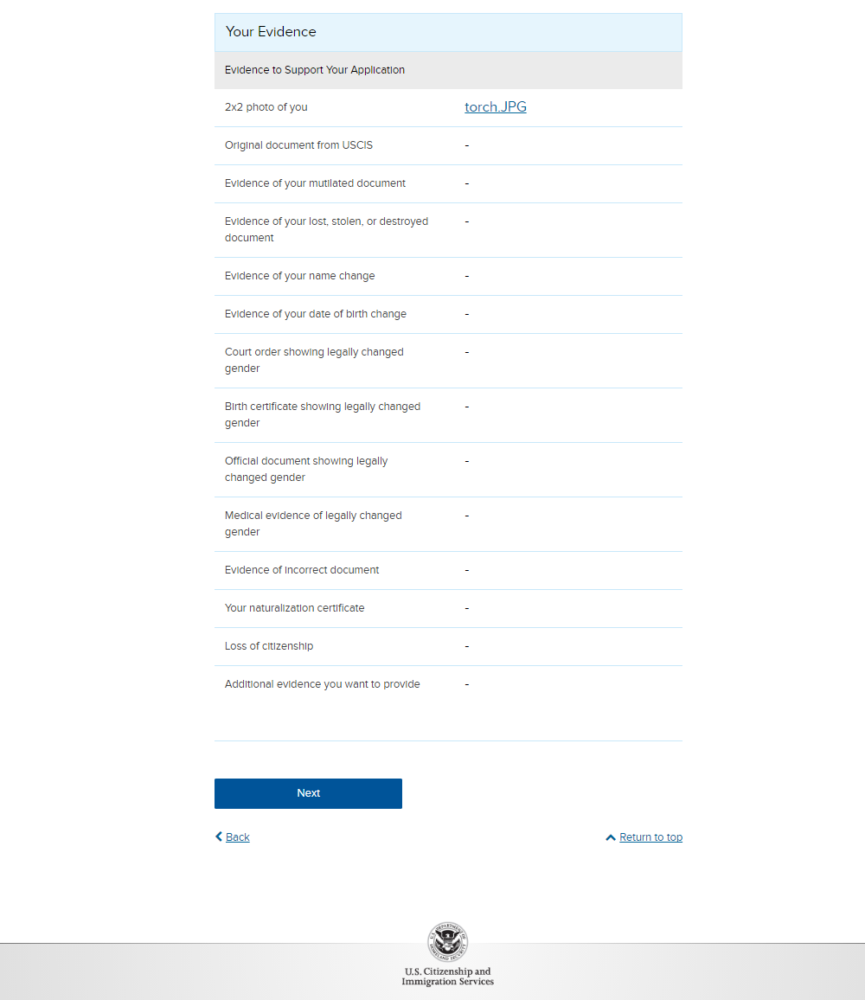 Your Evidence
Evidence to Support Your Application
2x2 photo of you torch.JPG
Original document from USCIS -
Evidence of your mutilated document -
Evidence of your lost, stolen, or destroyed -
document
Evidence of your name change -
Evidence of your date of birth change -
Court order showing legally changed -
gender
Birth certificate showing legally changed -
gender
Official document showing legally -
changed gender
Medical evidence of legally changed -
gender
Evidence of incorrect document -
Your naturalization certificate -
Loss of citizenship -
Additional evidence you want to provide -
Next
Back Return to top
U.S. DEPARTMENT OF HOMELAND SECURITY
U.S. Citizenship and
Immigration Services